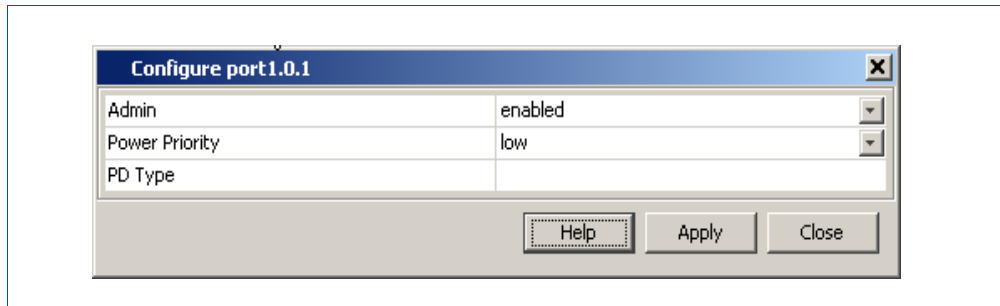 Configure port1.0.1
Admin enabled
Power Priority low
PD Type
Help Apply Close